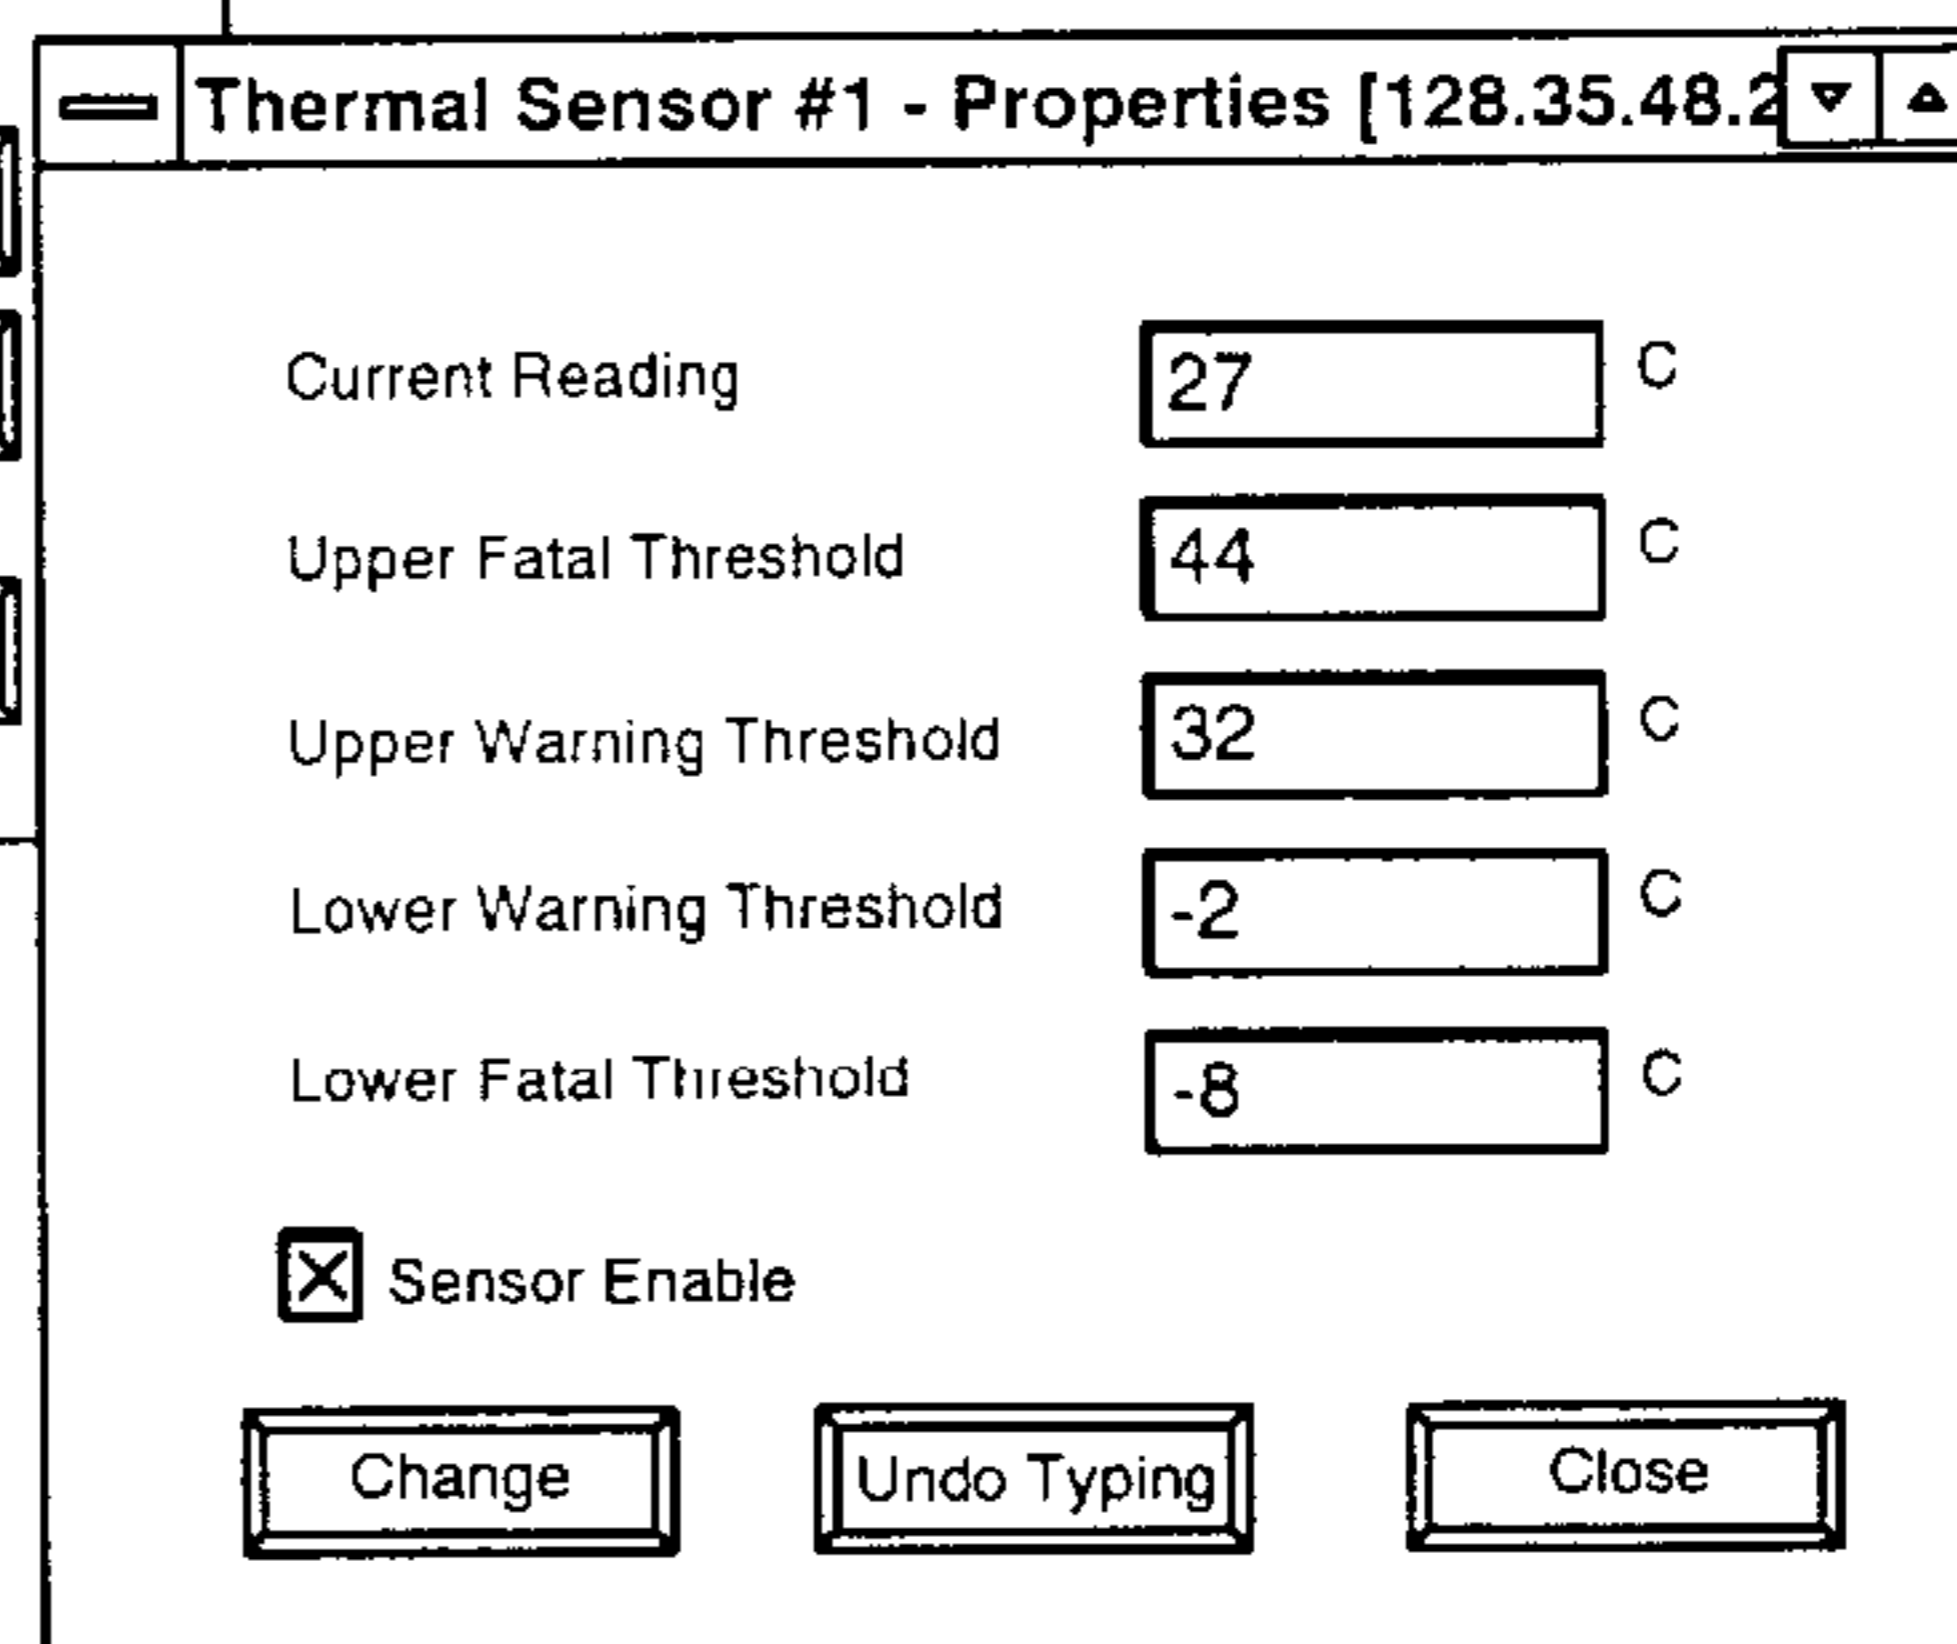 Thermal Sensor #1 - Properties [128.35.48.2
Current Reading 27 C
Upper Fatal Threshold 44 C
Upper Warning Threshold 32 C
Lower Warning Threshold -2 C
Lower Fatal Threshold -8 C
Sensor Enable
Change Undo Typing Close